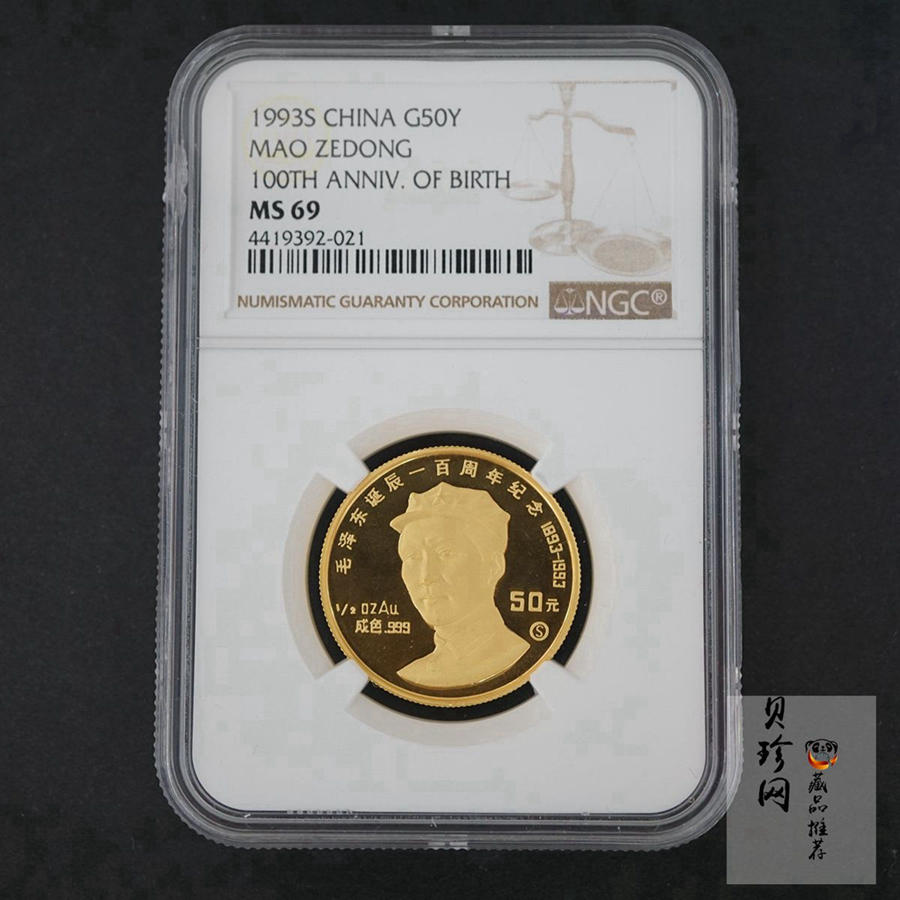 1993S CHINA G50Y
MAO ZEDONG
100TH ANNIV. OF BIRTH
MS 69
4419392-021
NUMISMATIC GUARANTY CORPORATION
NGC®
毛泽东诞辰一百周年纪念 1893-1993
1/2 OZAu
成色.999
50元
S
贝珍网
藏品推荐